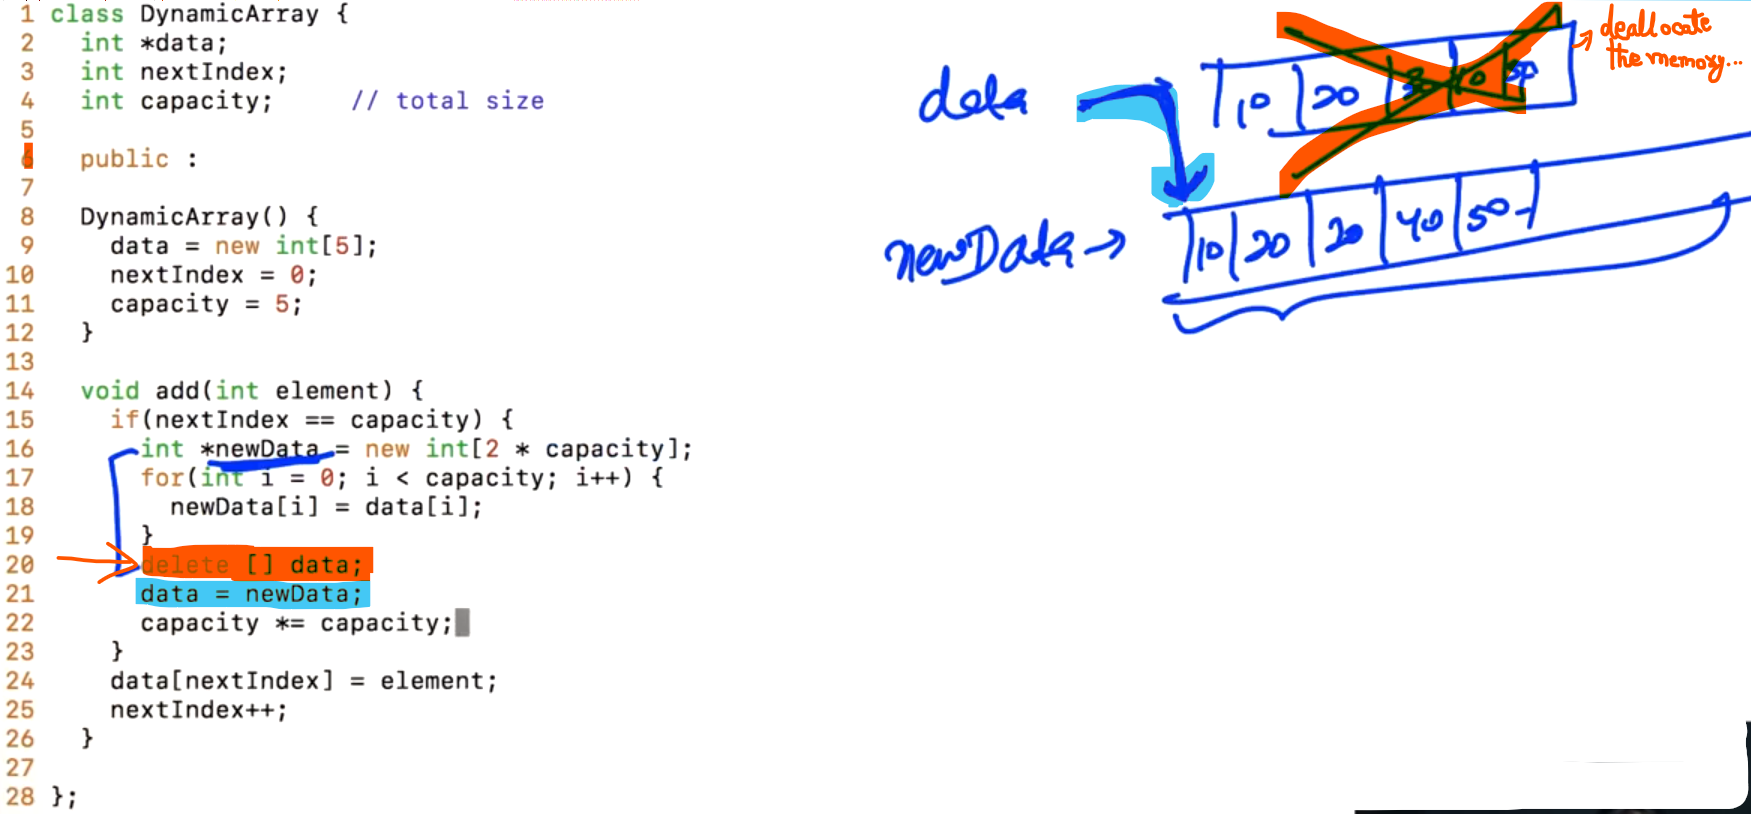 1 class DynamicArray {
2 int *data;
3 int nextIndex;
4 int capacity; // total size
5
6 public :
7
8 DynamicArray() {
9 data = new int[5];
10 nextIndex = 0;
11 capacity = 5;
12 }
13
14 void add(int element) {
15 if(nextIndex == capacity) {
16 int *newData = new int[2 * capacity];
17 for(int i = 0; i < capacity; i++) {
18 newData[i] = data[i];
19 }
20 delete [] data;
21 data = newData;
22 capacity *= capacity;
23 }
24 data[nextIndex] = element;
25 nextIndex++;
26 }
27
28 };
deallocate
the memory...
data 10 20 30 40 50
newData → 10 20 30 40 50